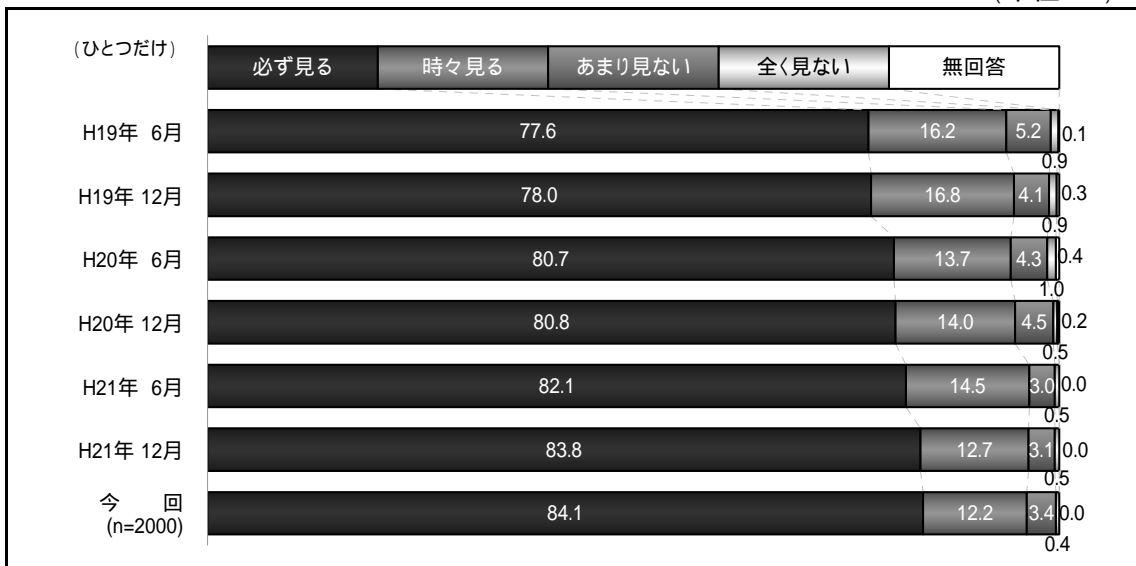 (ひとつだけ)
必ず見る 時々見る あまり見ない 全く見ない 無回答
H19年 6月 77.6 16.2 5.2 0.1
0.9
H19年 12月 78.0 16.8 4.1 0.3
0.9
H20年 6月 80.7 13.7 4.3 0.4
1.0
H20年 12月 80.8 14.0 4.5 0.2
0.5
H21年 6月 82.1 14.5 3.0 0.0
0.5
H21年 12月 83.8 12.7 3.1 0.0
0.5
今 回
(n=2000) 84.1 12.2 3.4 0.0
0.4